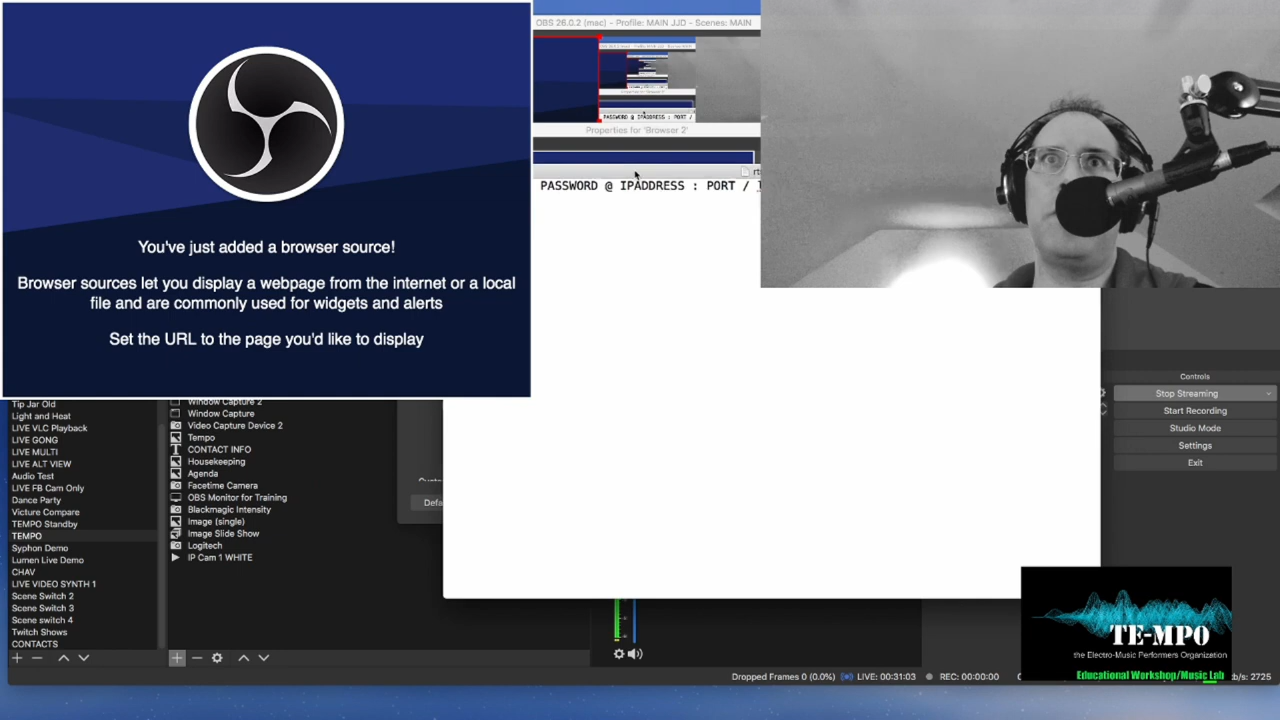 OBS 26.0.2 (mac) - Profile: MAIN JJD - Scenes: MAIN
PASSWORD @ IPADDRESS : PORT /
Properties for 'Browser 2'
PASSWORD @ IPADDRESS : PORT /
You've just added a browser source!
Browser sources let you display a webpage from the internet or a local
file and are commonly used for widgets and alerts
Set the URL to the page you'd like to display
Tip Jar Old
Light and Heat
LIVE VLC Playback
LIVE GONG
LIVE MULTI
LIVE ALT VIEW
Audio Test
LIVE FB Cam Only
Dance Party
Victure Compare
TEMPO Standby
TEMPO
Syphon Demo
Lumen Live Demo
CHAV
LIVE VIDEO SYNTH 1
Scene Switch 2
Scene Switch 3
Scene switch 4
Twitch Shows
CONTACTS
Window Capture 2
Window Capture
Video Capture Device 2
Tempo
CONTACT INFO
Housekeeping
Agenda
Facetime Camera
OBS Monitor for Training
Blackmagic Intensity
Image (single)
Image Slide Show
Logitech
IP Cam 1 WHITE
Defa
Controls
Stop Streaming
Start Recording
Studio Mode
Settings
Exit
TE-MPO
the Electro-Music Performers Organization
Educational Workshop/Music Lab
Dropped Frames 0 (0.0%)
LIVE: 00:31:03
REC: 00:00:00
b/s: 2725